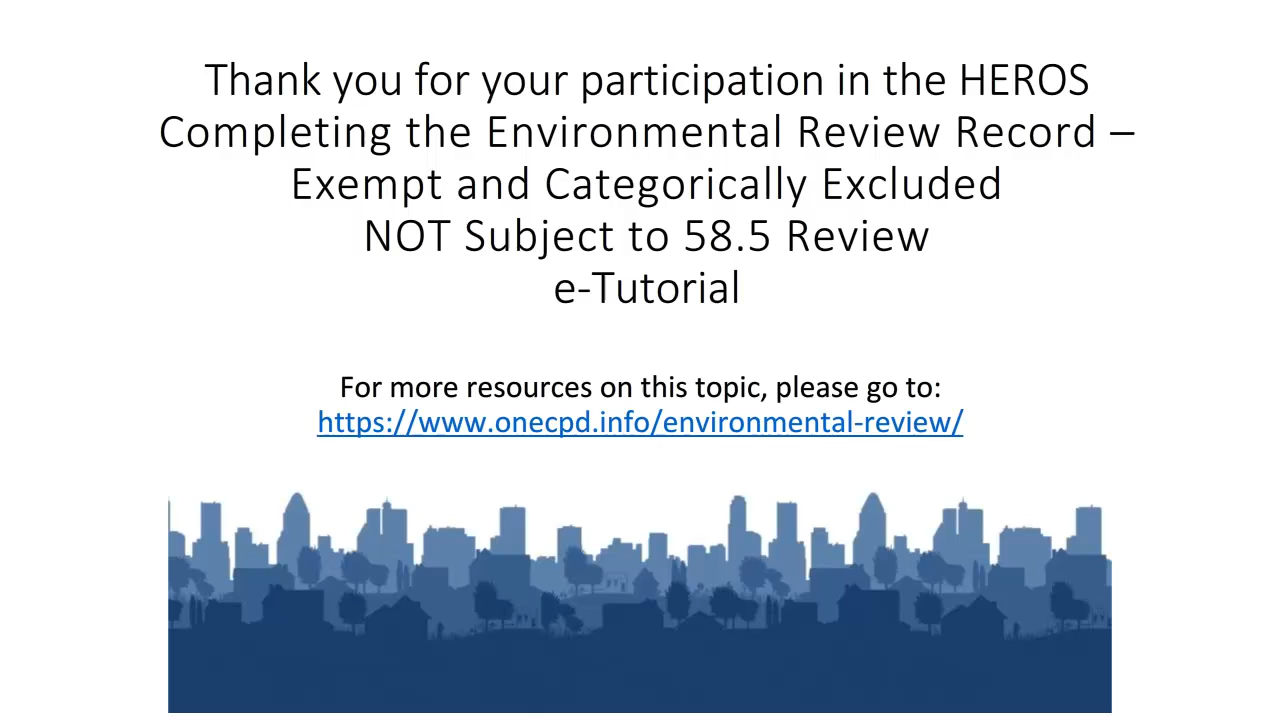 Thank you for your participation in the HEROS
Completing the Environmental Review Record –
Exempt and Categorically Excluded
NOT Subject to 58.5 Review
e-Tutorial
For more resources on this topic, please go to:
https://www.onecpd.info/environmental-review/